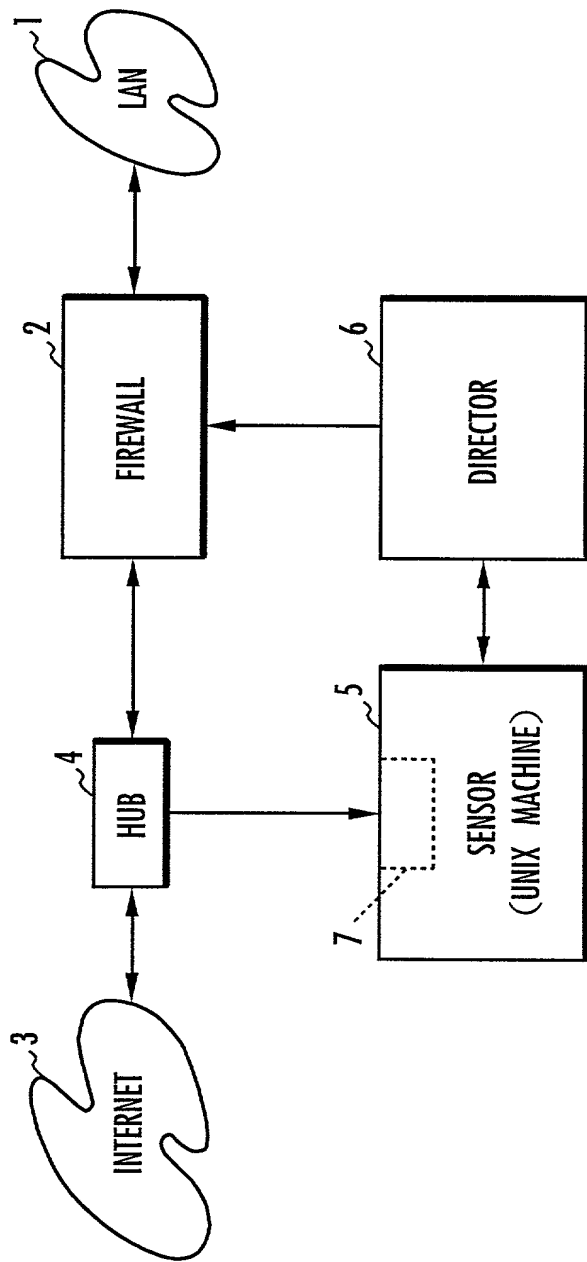 3
INTERNET
4
HUB
2
FIREWALL
1
LAN
7
5
SENSOR
(UNIX MACHINE)
6
DIRECTOR